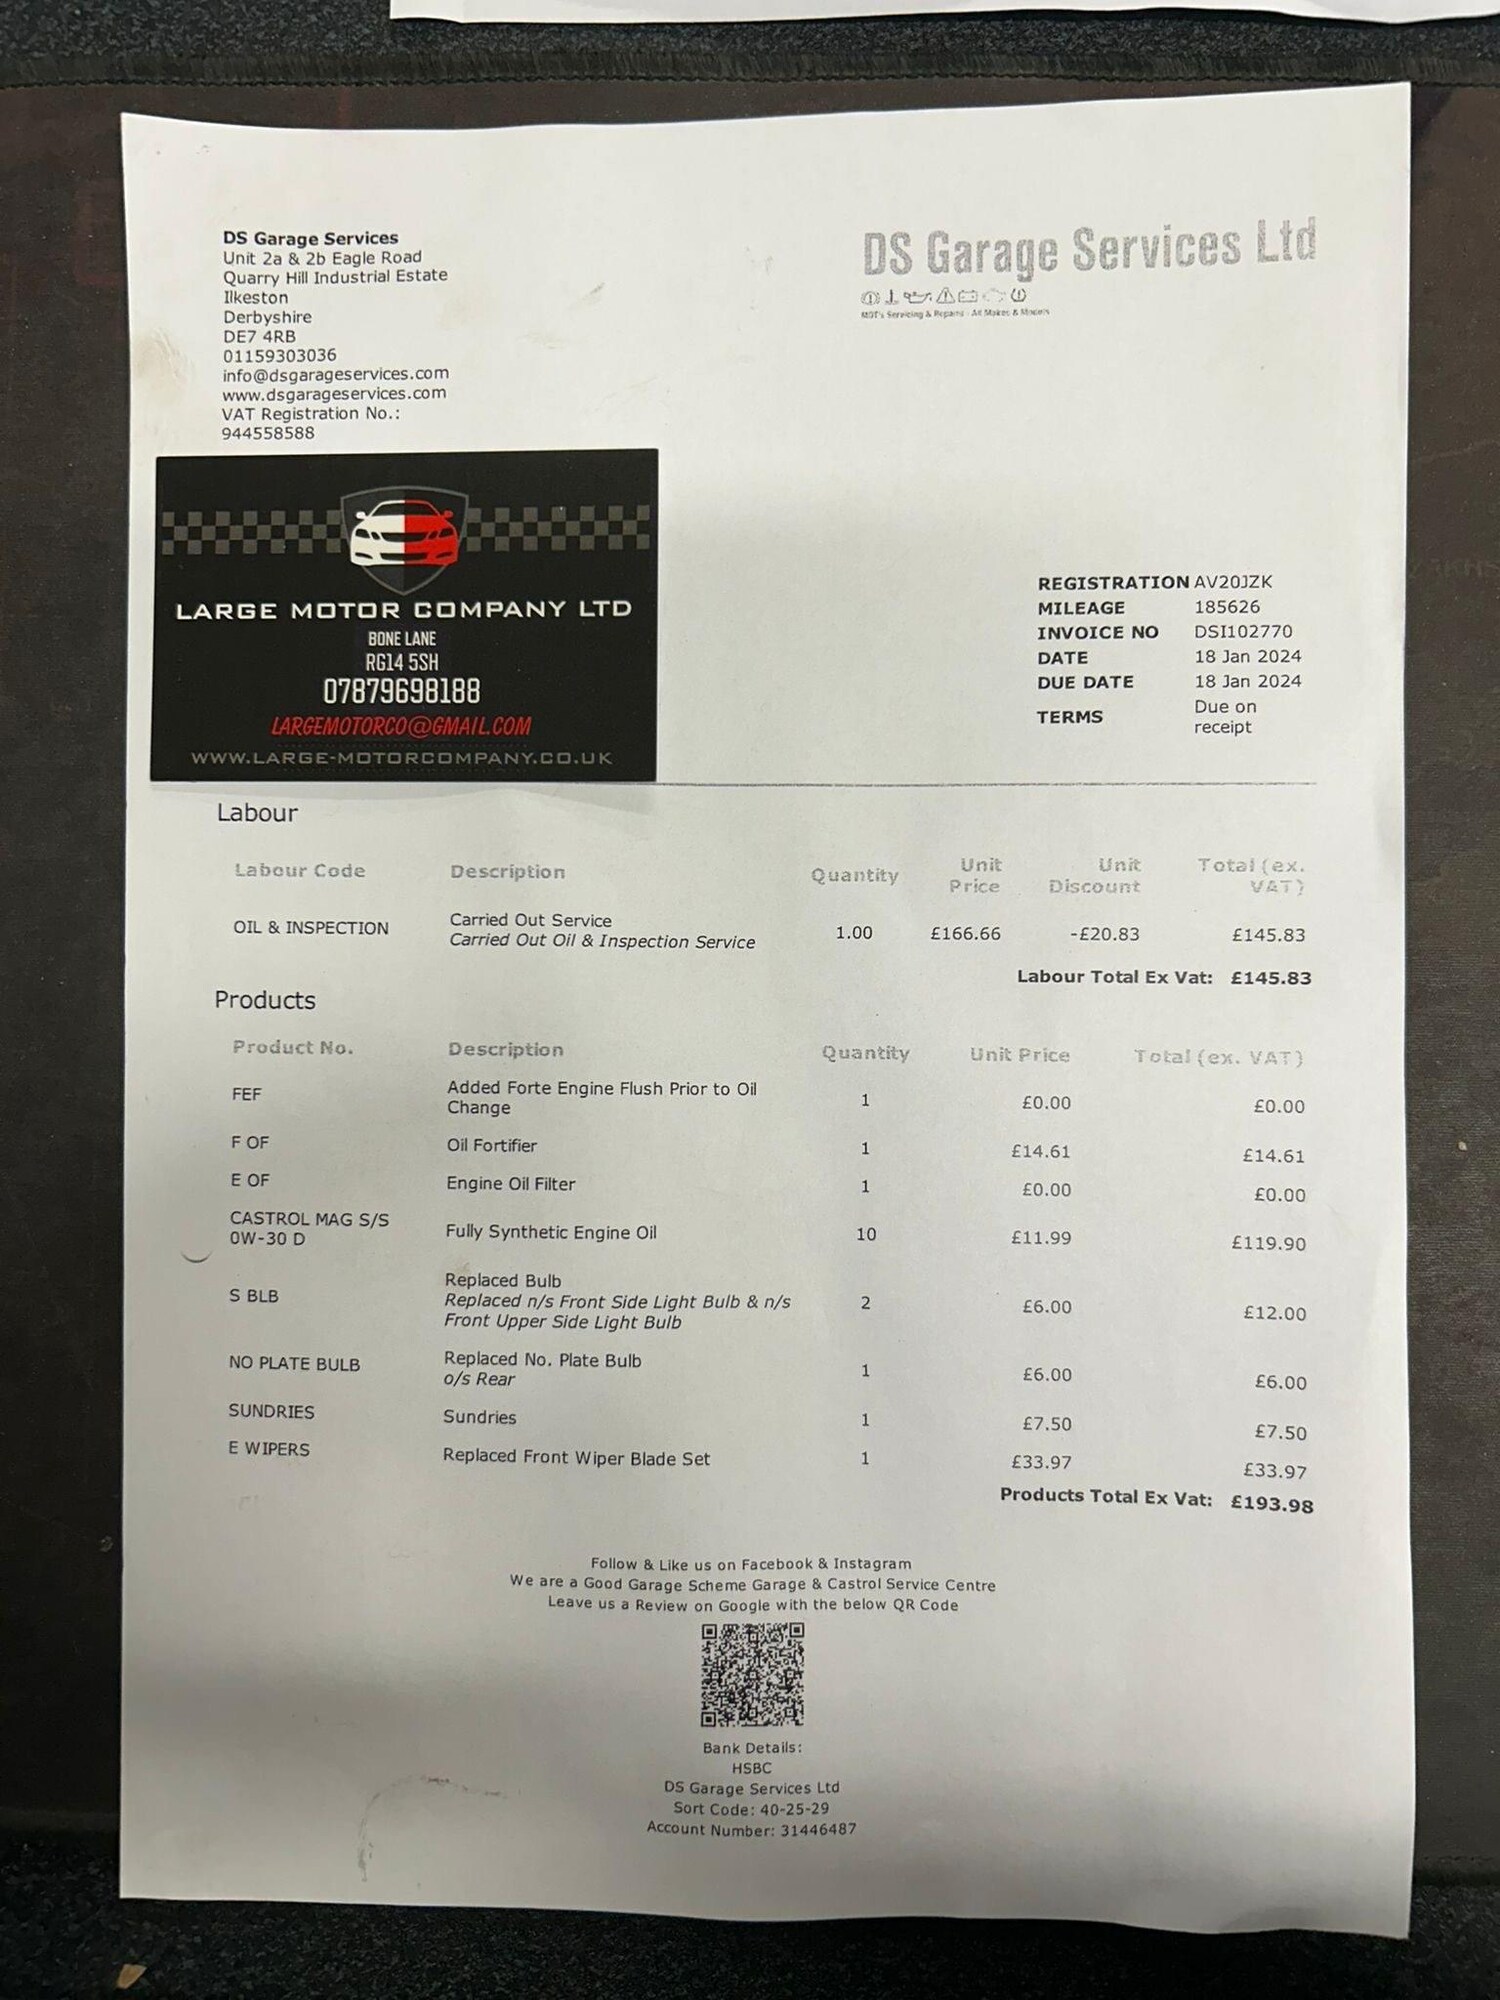 DS Garage Services
Unit 2a & 2b Eagle Road
Quarry Hill Industrial Estate
Ilkeston
Derbyshire
DE7 4RB
01159303036
info@dsgarageservices.com
www.dsgarageservices.com
VAT Registration No.:
944558588
DS Garage Services Ltd
MOT's Servicing & Repairs - All Makes & Models
LARGE MOTOR COMPANY LTD
BONE LANE
RG14 5SH
07879698188
LARGEMOTORCO@GMAIL.COM
WWW.LARGE-MOTORCOMPANY.CO.UK
REGISTRATION AV20JZK
MILEAGE 185626
INVOICE NO DSI102770
DATE 18 Jan 2024
DUE DATE 18 Jan 2024
TERMS Due on
receipt
Labour
Labour Code Description Quantity Unit Price Unit Discount Total (ex. VAT)
OIL & INSPECTION Carried Out Service 1.00 £166.66 -£20.83 £145.83
Carried Out Oil & Inspection Service
Labour Total Ex Vat: £145.83
Products
Product No. Description Quantity Unit Price Total (ex. VAT)
FEF Added Forte Engine Flush Prior to Oil Change 1 £0.00 £0.00
F OF Oil Fortifier 1 £14.61 £14.61
E OF Engine Oil Filter 1 £0.00 £0.00
CASTROL MAG S/S 0W-30 D Fully Synthetic Engine Oil 10 £11.99 £119.90
S BLB Replaced Bulb 2 £6.00 £12.00
Replaced n/s Front Side Light Bulb & n/s
Front Upper Side Light Bulb
NO PLATE BULB Replaced No. Plate Bulb 1 £6.00 £6.00
o/s Rear
SUNDRIES Sundries 1 £7.50 £7.50
E WIPERS Replaced Front Wiper Blade Set 1 £33.97 £33.97
Products Total Ex Vat: £193.98
Follow & Like us on Facebook & Instagram
We are a Good Garage Scheme Garage & Castrol Service Centre
Leave us a Review on Google with the below QR Code
Bank Details:
HSBC
DS Garage Services Ltd
Sort Code: 40-25-29
Account Number: 31446487